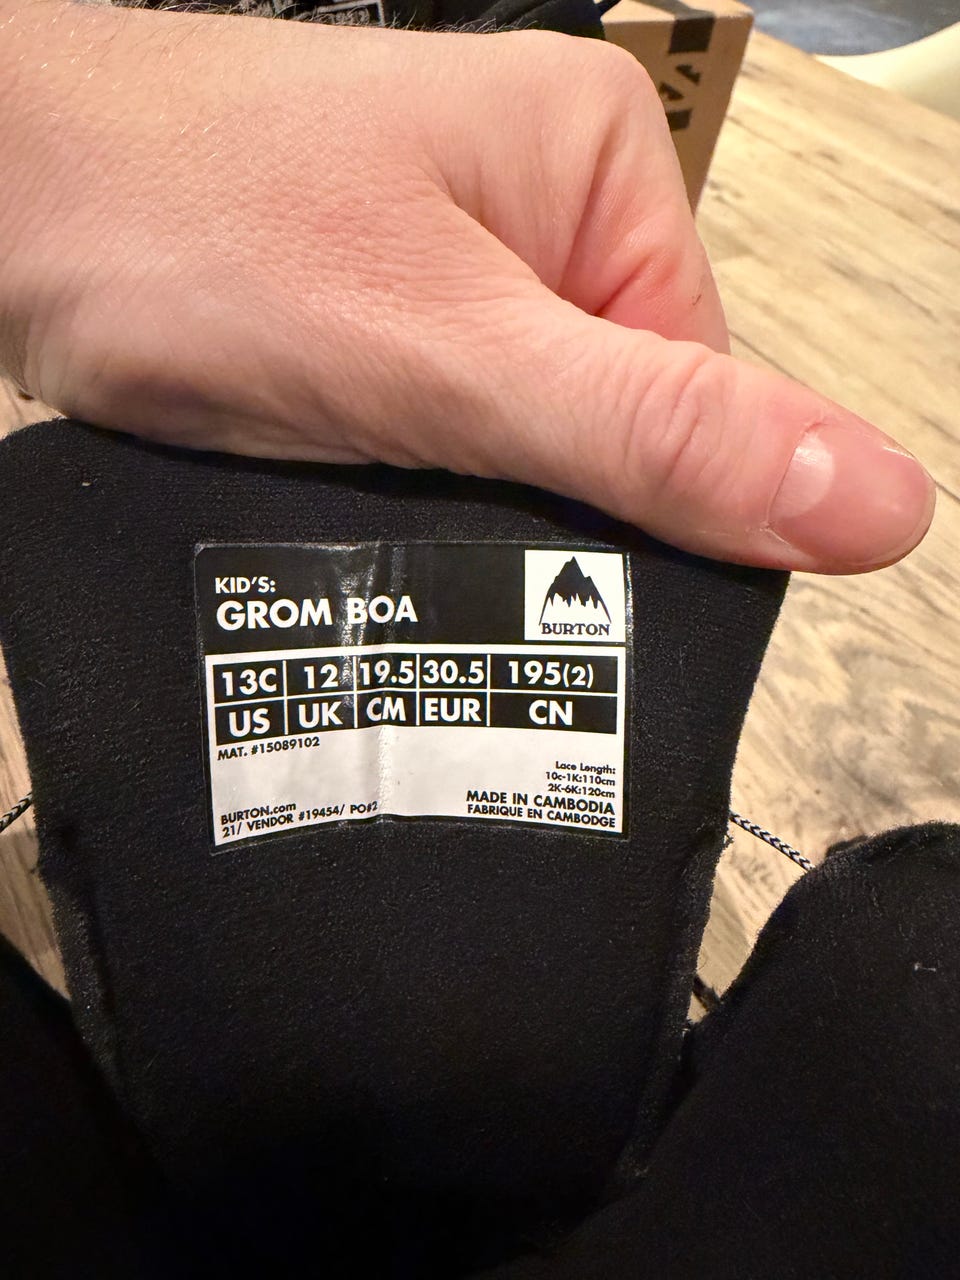 KID'S:
GROM BOA
BURTON
13C 12 19.5 30.5 195(2)
US UK CM EUR CN
MAT. #15089102
Lace Length:
10c-1K:110cm
2K-6K:120cm
MADE IN CAMBODIA
FABRIQUE EN CAMBODGE
BURTON.com
21/ VENDOR #19454/ PO#2